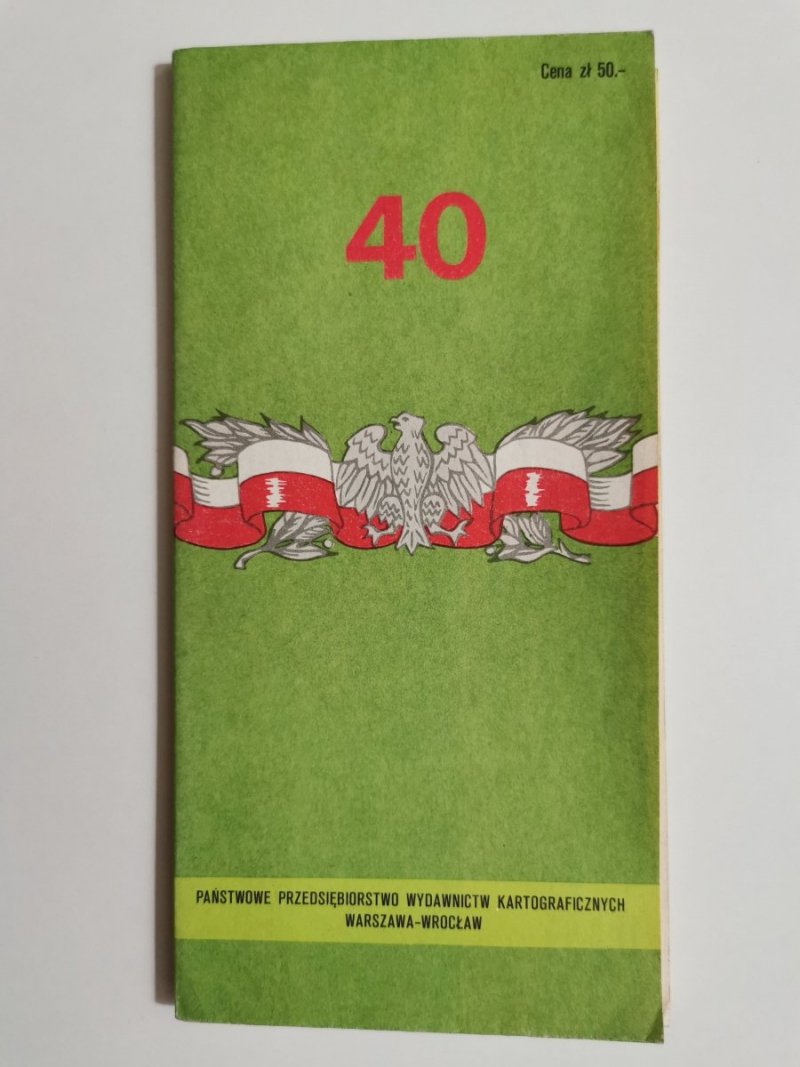 Cena zł 50.-
40
PAŃSTWOWE PRZEDSIĘBIORSTWO WYDAWNICTW KARTOGRAFICZNYCH
WARSZAWA-WROCŁAW